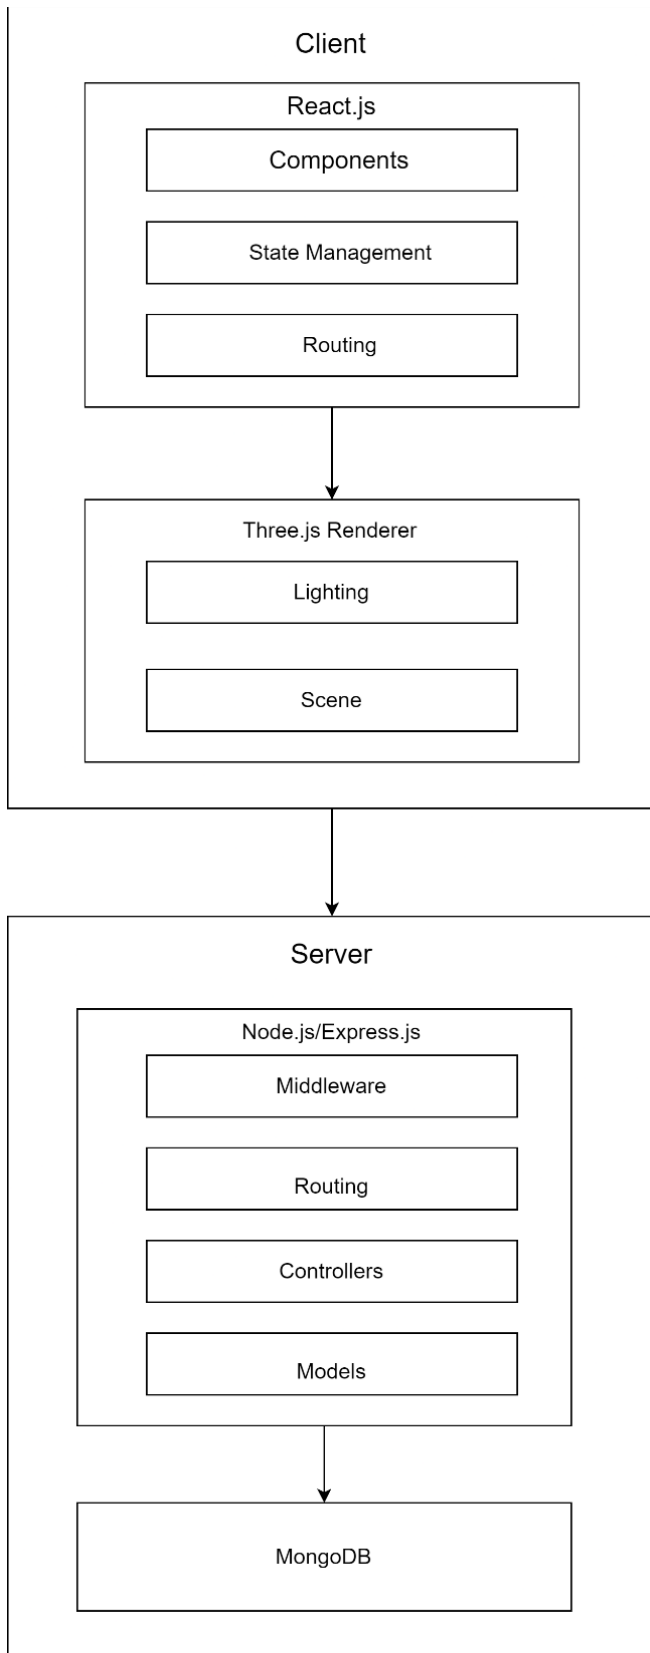 Client
React.js
Components
State Management
Routing
Three.js Renderer
Lighting
Scene
Server
Node.js/Express.js
Middleware
Routing
Controllers
Models
MongoDB